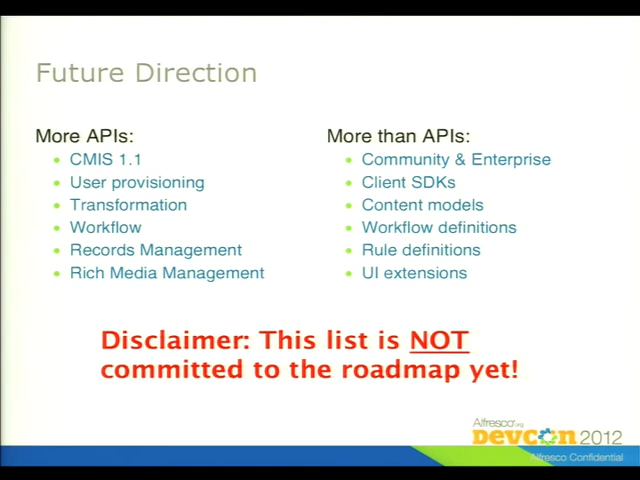 Future Direction
More APIs:
• CMIS 1.1
• User provisioning
• Transformation
• Workflow
• Records Management
• Rich Media Management
More than APIs:
• Community & Enterprise
• Client SDKs
• Content models
• Workflow definitions
• Rule definitions
• UI extensions
Disclaimer: This list is NOT
committed to the roadmap yet!
Alfresco.org
DEVCON 2012
Alfresco Confidential